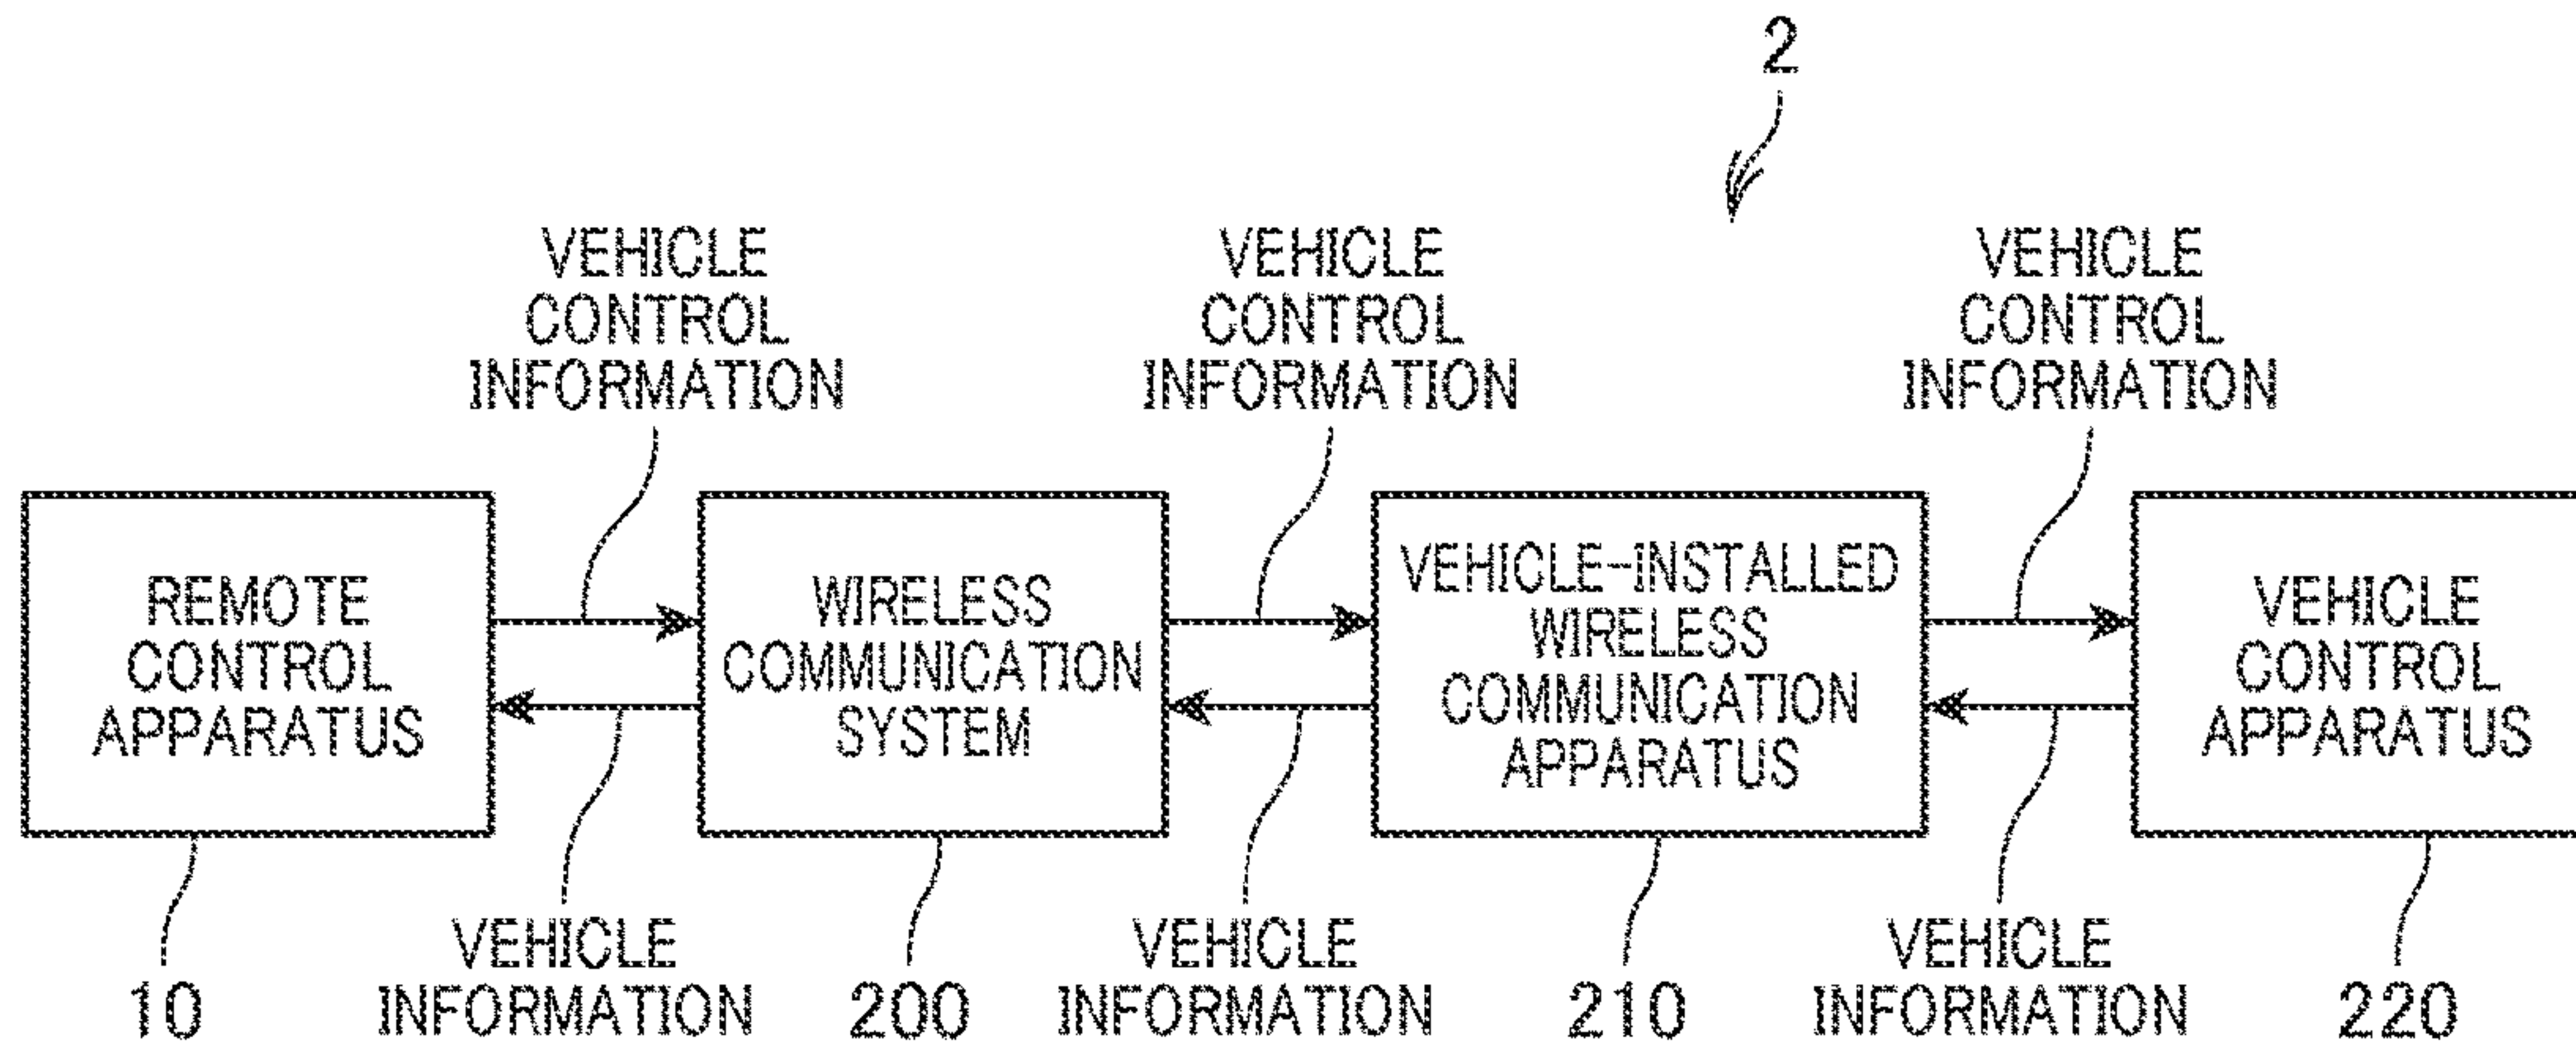 2
VEHICLE
CONTROL
INFORMATION
VEHICLE
CONTROL
INFORMATION
VEHICLE
CONTROL
INFORMATION
REMOTE
CONTROL
APPARATUS
WIRELESS
COMMUNICATION
SYSTEM
VEHICLE-INSTALLED
WIRELESS
COMMUNICATION
APPARATUS
VEHICLE
CONTROL
APPARATUS
10
VEHICLE
INFORMATION
200
VEHICLE
INFORMATION
210
VEHICLE
INFORMATION
220